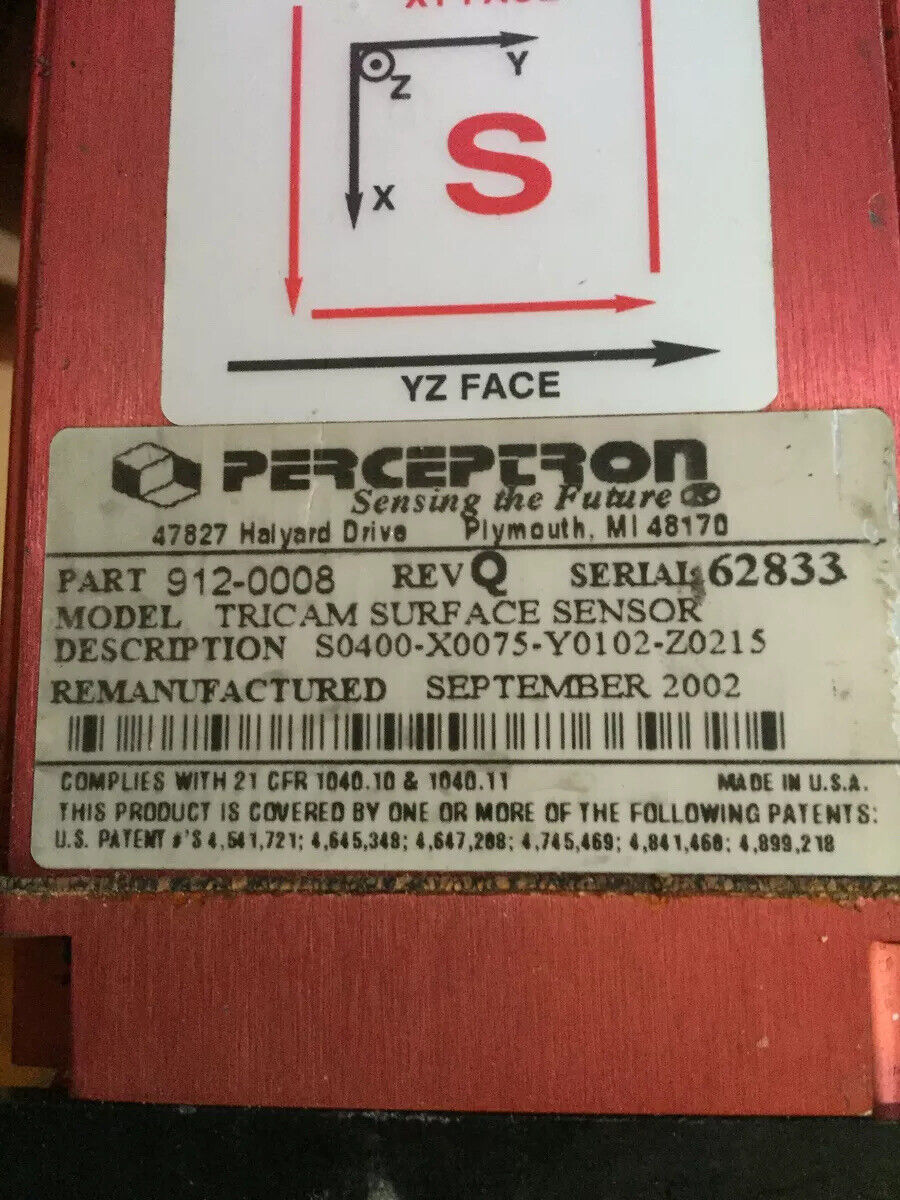 XY FACE
Y
Z
X
S
YZ FACE
PERCEPTRON
Sensing the Future
47827 Halyard Drive Plymouth, MI 48170
PART 912-0008 REV Q SERIAL 62833
MODEL TRICAM SURFACE SENSOR
DESCRIPTION S0400-X0075-Y0102-Z0215
REMANUFACTURED SEPTEMBER 2002
COMPLIES WITH 21 CFR 1040.10 & 1040.11 MADE IN U.S.A.
THIS PRODUCT IS COVERED BY ONE OR MORE OF THE FOLLOWING PATENTS:
U.S. PATENT #'S 4,541,721; 4,645,348; 4,647,208; 4,745,469; 4,841,460; 4,899,218